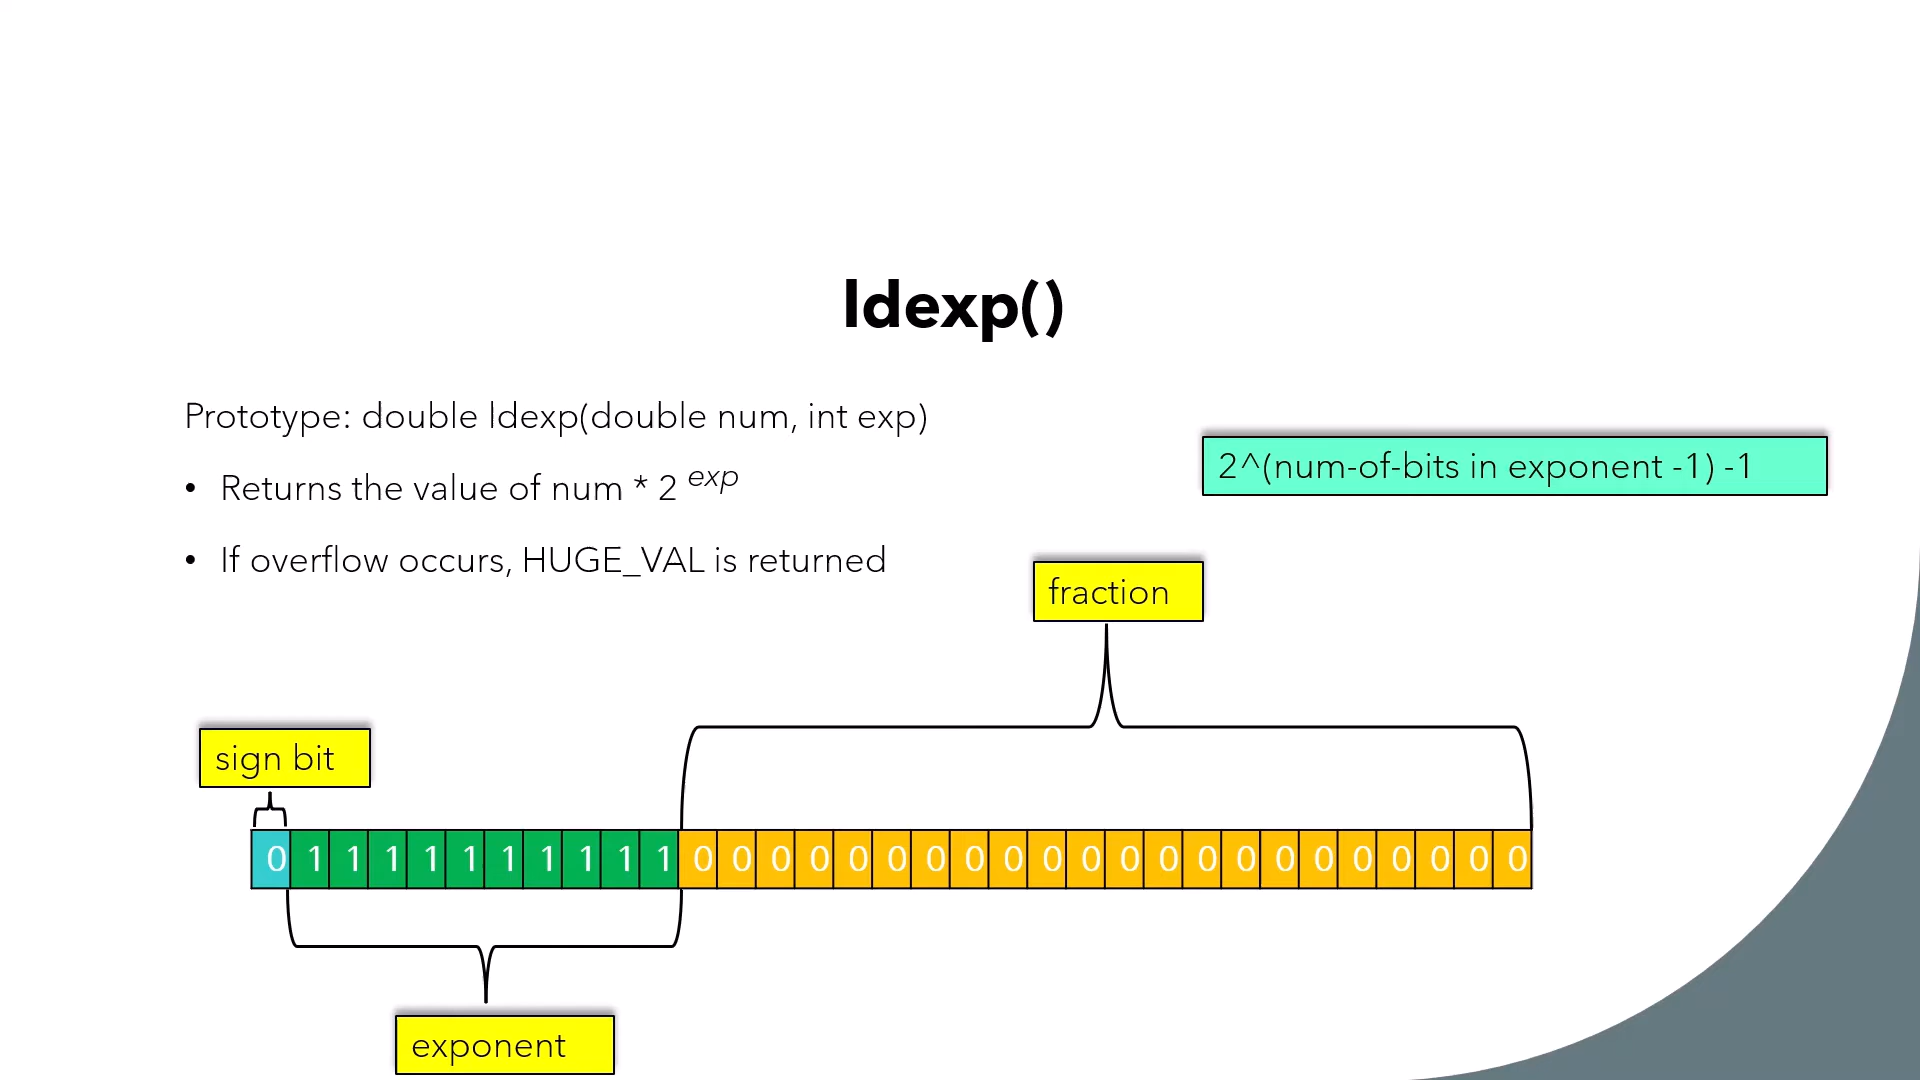 ldexp()
Prototype: double ldexp(double num, int exp)
• Returns the value of num * 2 exp
• If overflow occurs, HUGE_VAL is returned
2^(num-of-bits in exponent -1) -1
fraction
sign bit
0 1 1 1 1 1 1 1 1 1 1 0 0 0 0 0 0 0 0 0 0 0 0 0 0 0 0 0 0 0 0 0 0
exponent